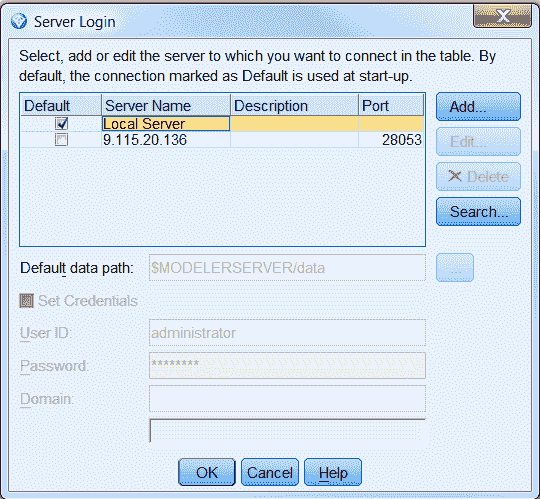 Server Login
Select, add or edit the server to which you want to connect in the table. By
default, the connection marked as Default is used at start-up.
Default Server Name Description Port
Local Server
9.115.20.136 28053
Add...
Edit...
Delete
Search...
Default data path: $MODELERSERVER/data ...
Set Credentials
User ID: administrator
Password: ********
Domain:
OK Cancel Help